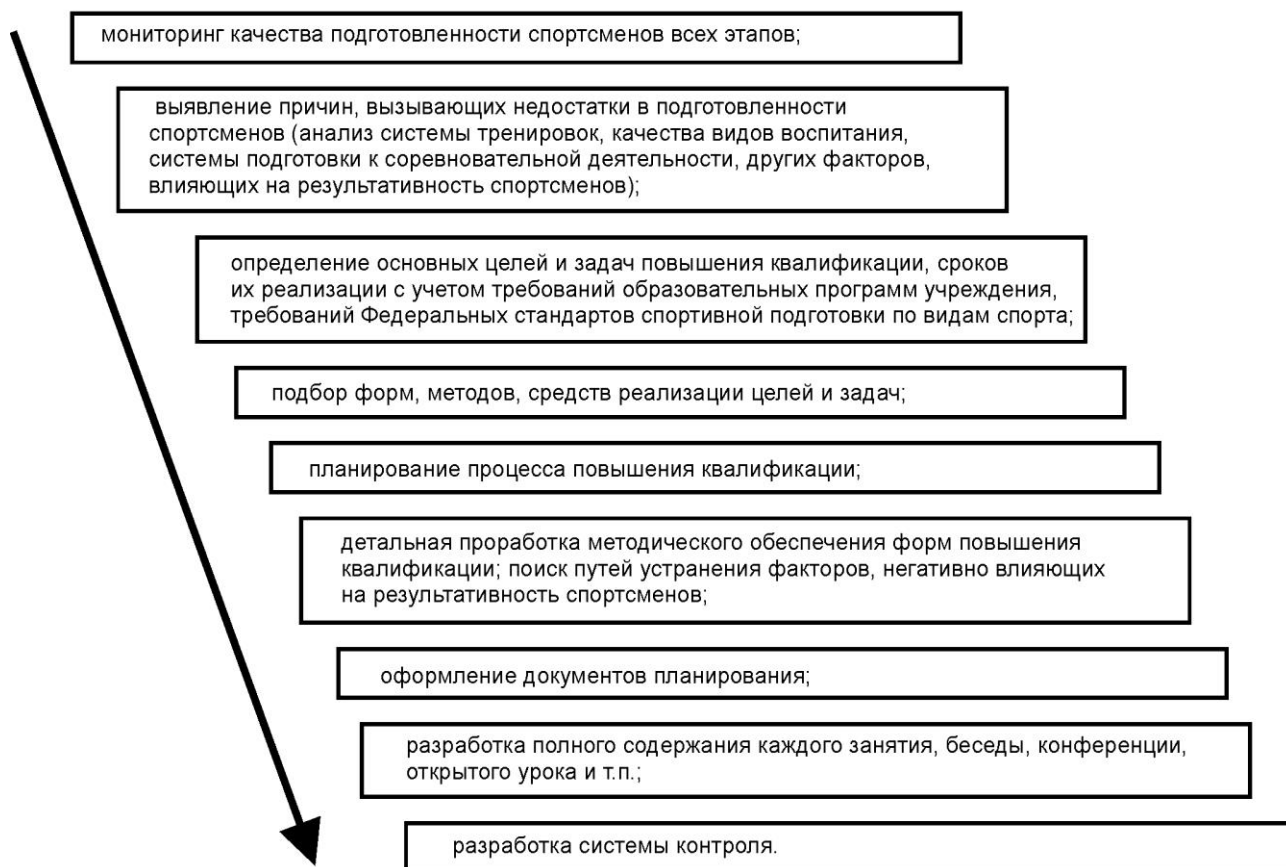 мониторинг качества подготовленности спортсменов всех этапов;
выявление причин, вызывающих недостатки в подготовленности
спортсменов (анализ системы тренировок, качества видов воспитания,
системы подготовки к соревновательной деятельности, других факторов,
влияющих на результативность спортсменов);
определение основных целей и задач повышения квалификации, сроков
их реализации с учетом требований образовательных программ учреждения,
требований Федеральных стандартов спортивной подготовки по видам спорта;
подбор форм, методов, средств реализации целей и задач;
планирование процесса повышения квалификации;
детальная проработка методического обеспечения форм повышения
квалификации; поиск путей устранения факторов, негативно влияющих
на результативность спортсменов;
оформление документов планирования;
разработка полного содержания каждого занятия, беседы, конференции,
открытого урока и т.п.;
разработка системы контроля.